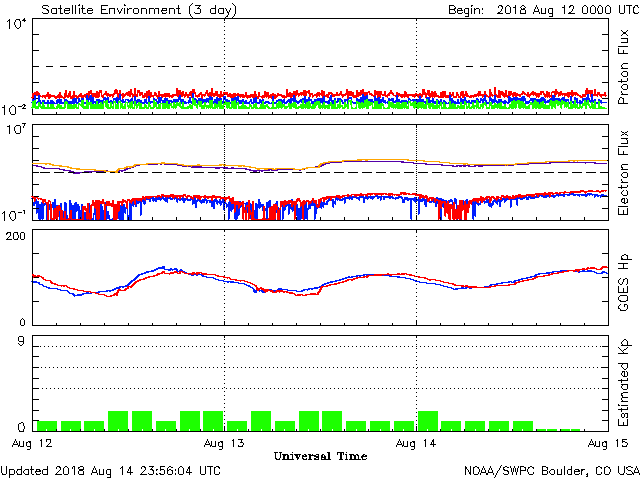 Satellite Environment (3 day) Begin: 2018 Aug 12 0000 UTC
10^4
10^-2
Proton Flux
10^7
10^-1
Electron Flux
200
0
GOES Hp
9
0
Estimated Kp
Aug 12 Aug 13 Aug 14 Aug 15
Universal Time
Updated 2018 Aug 14 23:56:04 UTC NOAA/SWPC Boulder, CO USA